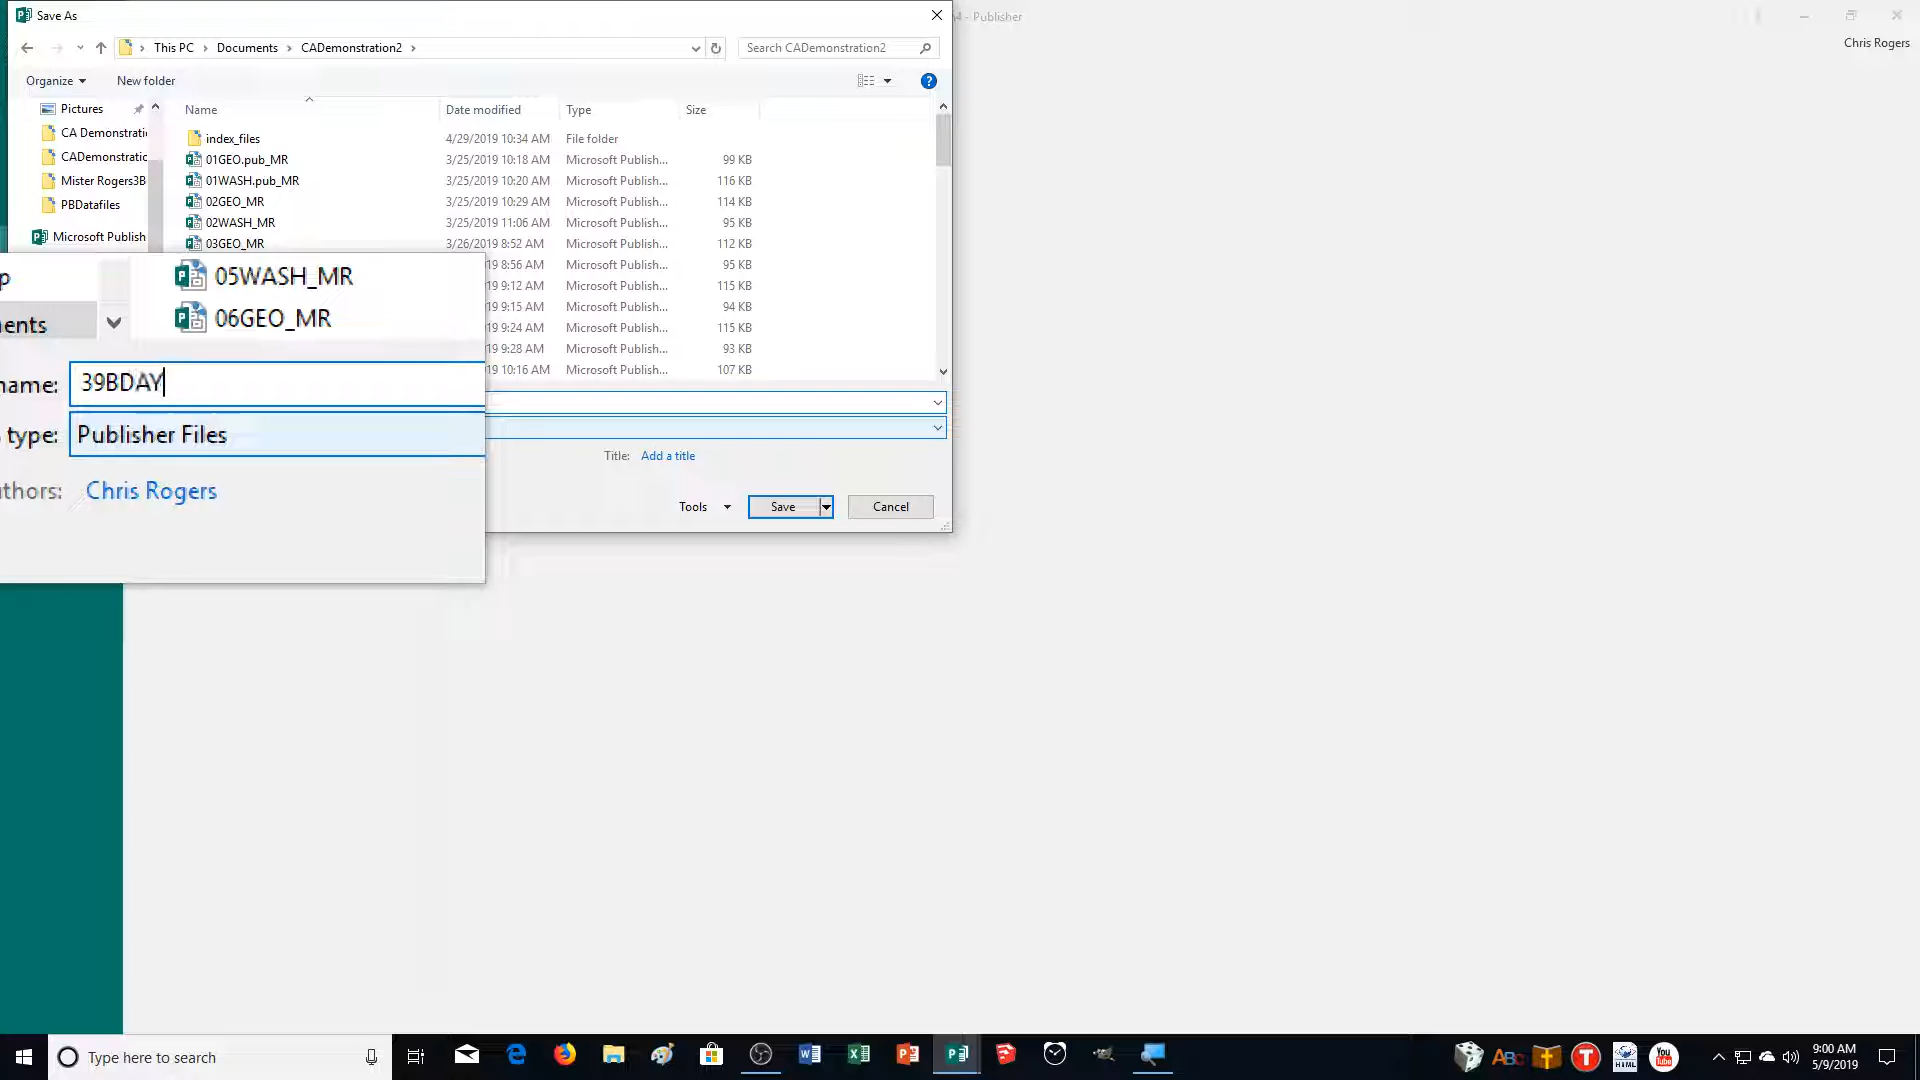 Save As
n4 - Publisher
Chris Rogers
This PC > Documents > CADemonstration2 >
Search CADemonstration2
Organize
New folder
Name Date modified Type Size
Pictures
CA Demonstratic
CADemonstratic
Mister Rogers3B
PBDatafiles
Microsoft Publish
index_files 4/29/2019 10:34 AM File folder
01GEO.pub_MR 3/25/2019 10:18 AM Microsoft Publish... 99 KB
01WASH.pub_MR 3/25/2019 10:20 AM Microsoft Publish... 116 KB
02GEO_MR 3/25/2019 10:29 AM Microsoft Publish... 114 KB
02WASH_MR 3/25/2019 11:06 AM Microsoft Publish... 95 KB
03GEO_MR 3/26/2019 8:52 AM Microsoft Publish... 112 KB
19 8:56 AM Microsoft Publish... 95 KB
19 9:12 AM Microsoft Publish... 115 KB
19 9:15 AM Microsoft Publish... 94 KB
19 9:24 AM Microsoft Publish... 115 KB
19 9:28 AM Microsoft Publish... 93 KB
19 10:16 AM Microsoft Publish... 107 KB
p
05WASH_MR
ents
06GEO_MR
name: 39BDAY
type: Publisher Files
uthors: Chris Rogers
Title: Add a title
Tools
Save
Cancel
Type here to search
9:00 AM
5/9/2019